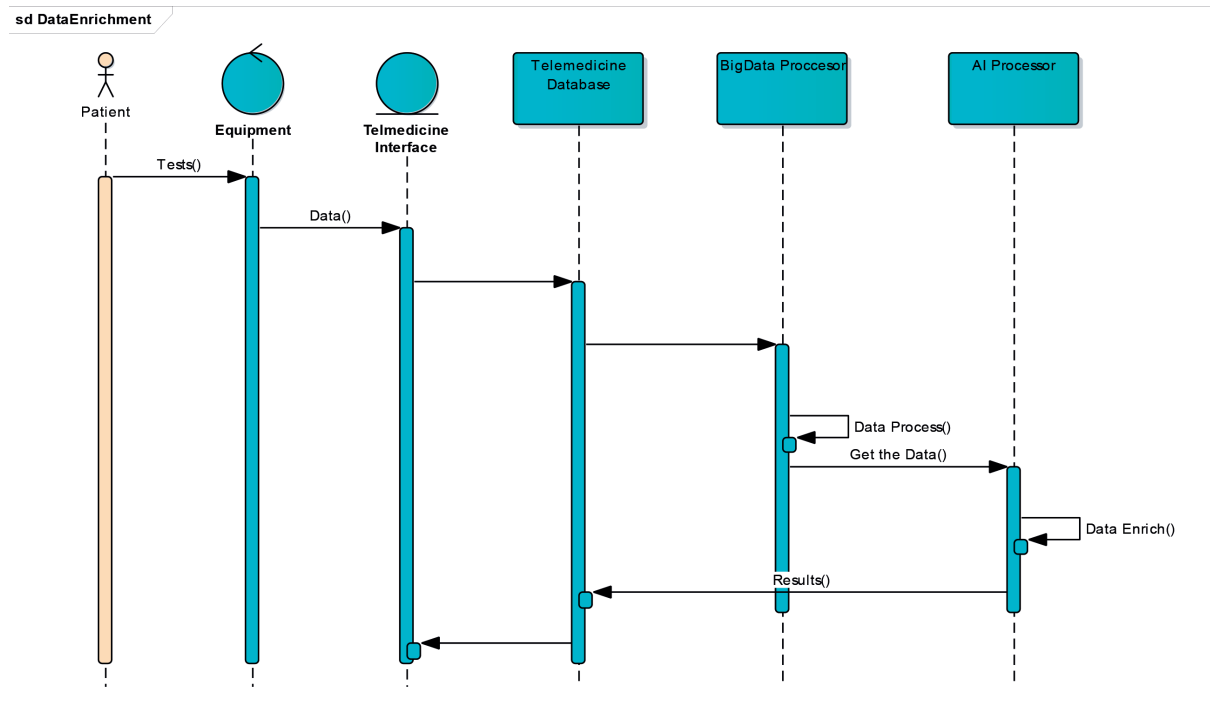 sd DataEnrichment
Patient
Equipment
Telmedicine
Interface
Telemedicine
Database
BigData Proccesor
AI Processor
Tests()
Data()
Data Process()
Get the Data()
Data Enrich()
Results()